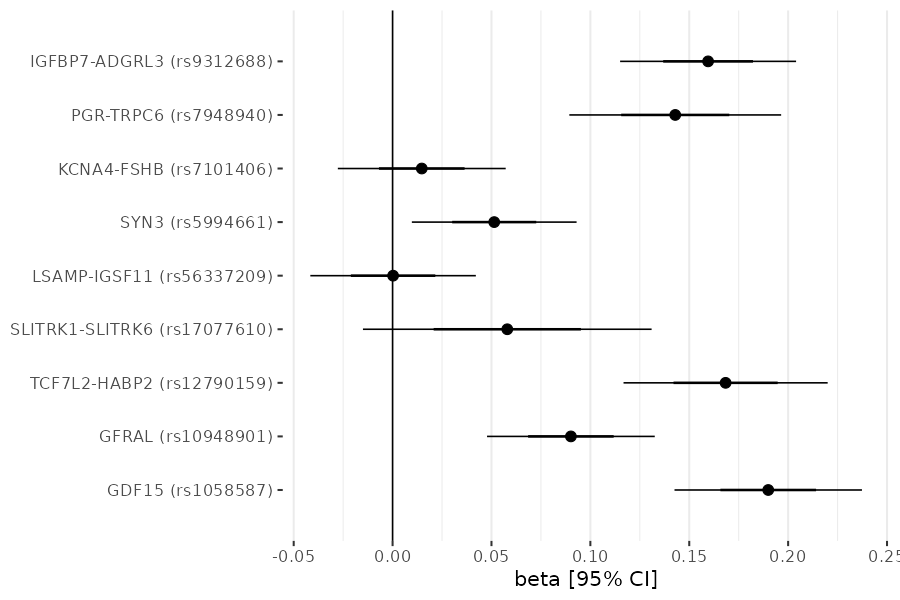 IGFBP7-ADGRL3 (rs9312688)
PGR-TRPC6 (rs7948940)
KCNA4-FSHB (rs7101406)
SYN3 (rs5994661)
LSAMP-IGSF11 (rs56337209)
SLITRK1-SLITRK6 (rs17077610)
TCF7L2-HABP2 (rs12790159)
GFRAL (rs10948901)
GDF15 (rs1058587)
-0.05 0.00 0.05 0.10 0.15 0.20 0.25
beta [95% CI]